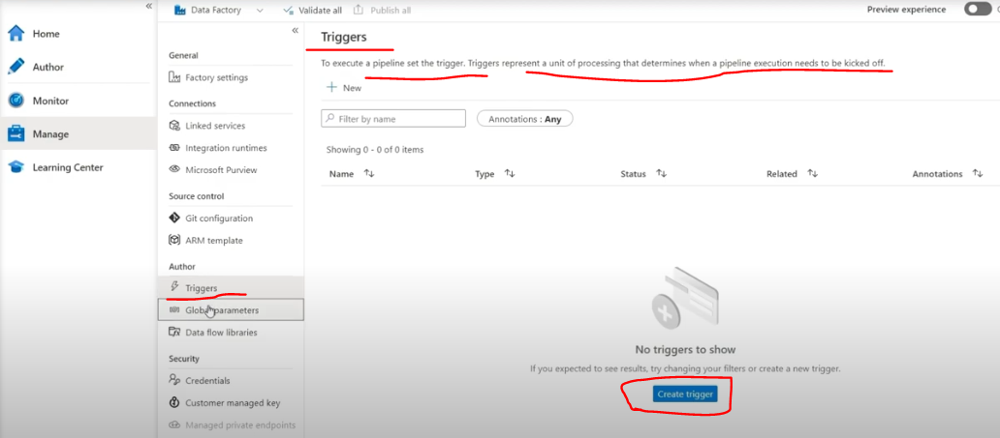 Data Factory
Validate all
Publish all
Preview experience
Home
Author
Monitor
Manage
Learning Center
General
Factory settings
Connections
Linked services
Integration runtimes
Microsoft Purview
Source control
Git configuration
ARM template
Author
Triggers
Global parameters
Data flow libraries
Security
Credentials
Customer managed key
Managed private endpoints
Triggers
To execute a pipeline set the trigger. Triggers represent a unit of processing that determines when a pipeline execution needs to be kicked off.
New
Filter by name
Annotations : Any
Showing 0 - 0 of 0 items
Name Type Status Related Annotations
No triggers to show
If you expected to see results, try changing your filters or create a new trigger.
Create trigger